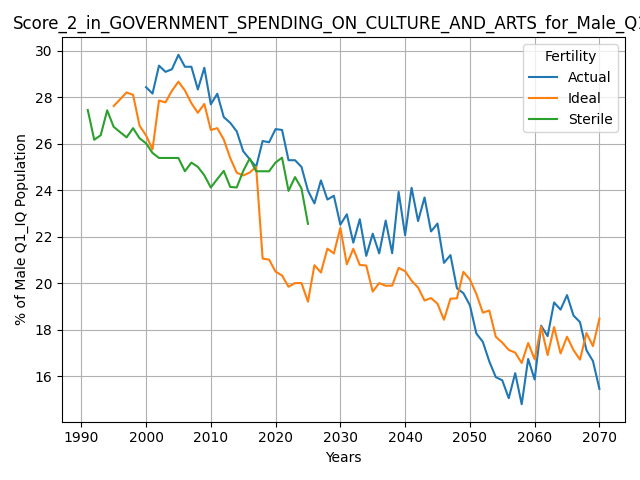 Score_2_in_GOVERNMENT_SPENDING_ON_CULTURE_AND_ARTS_for_Male_Q1
Fertility
Actual
Ideal
Sterile
% of Male Q1_IQ Population
30
28
26
24
22
20
18
16
1990 2000 2010 2020 2030 2040 2050 2060 2070
Years